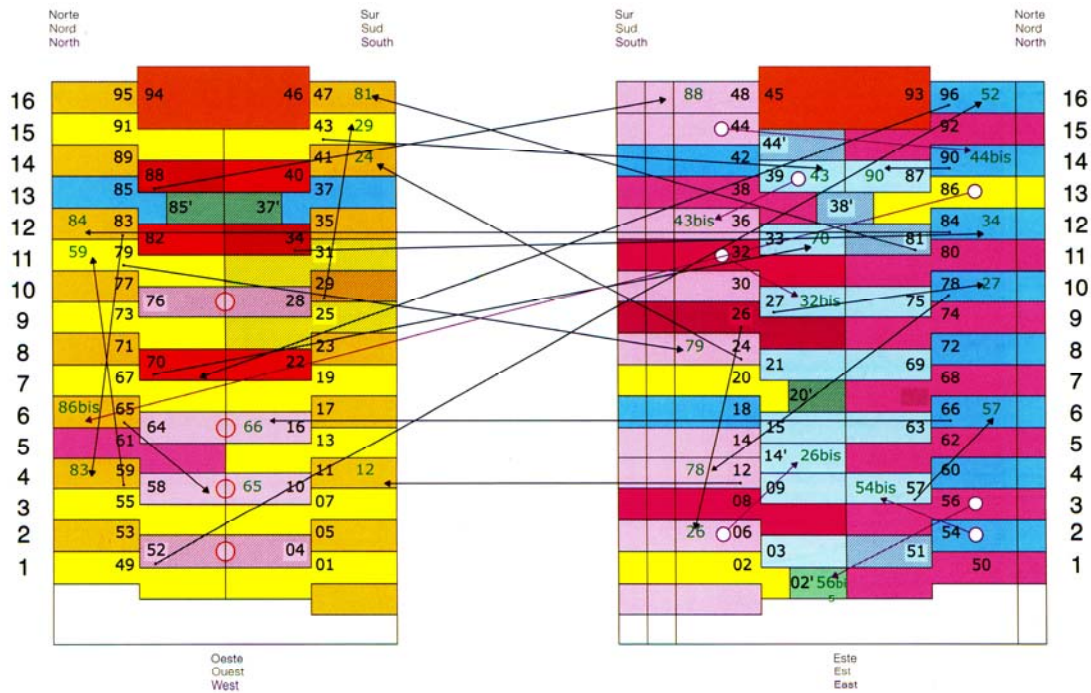 Norte Sur Sur Norte
Nord Sud Sud Nord
North South South North
16 95 94 46 47 81 88 48 45 93 96 52 16
15 91 43 29 44 44' 92 15
14 89 88 40 41 24 42 39 43 90 87 90 44bis 14
13 85 85' 37' 37 38 38' 86 13
12 84 83 82 34 35 43bis 36 33 70 81 84 34 12
11 59 79 31 32 80 11
10 77 76 28 29 30 27 32bis 75 78 27 10
9 73 25 26 74 9
8 71 70 22 23 79 24 21 69 72 8
7 67 19 20 20' 68 7
6 86bis 65 64 66 16 17 18 15 63 66 57 6
5 61 13 14 14' 26bis 62 5
4 83 59 58 65 10 11 12 78 12 09 54bis 57 60 4
3 55 07 08 56 3
2 53 52 04 05 26 06 03 51 54 2
1 49 01 02 02' 56bi 50 1
s
Oeste Este
Ouest Est
West East